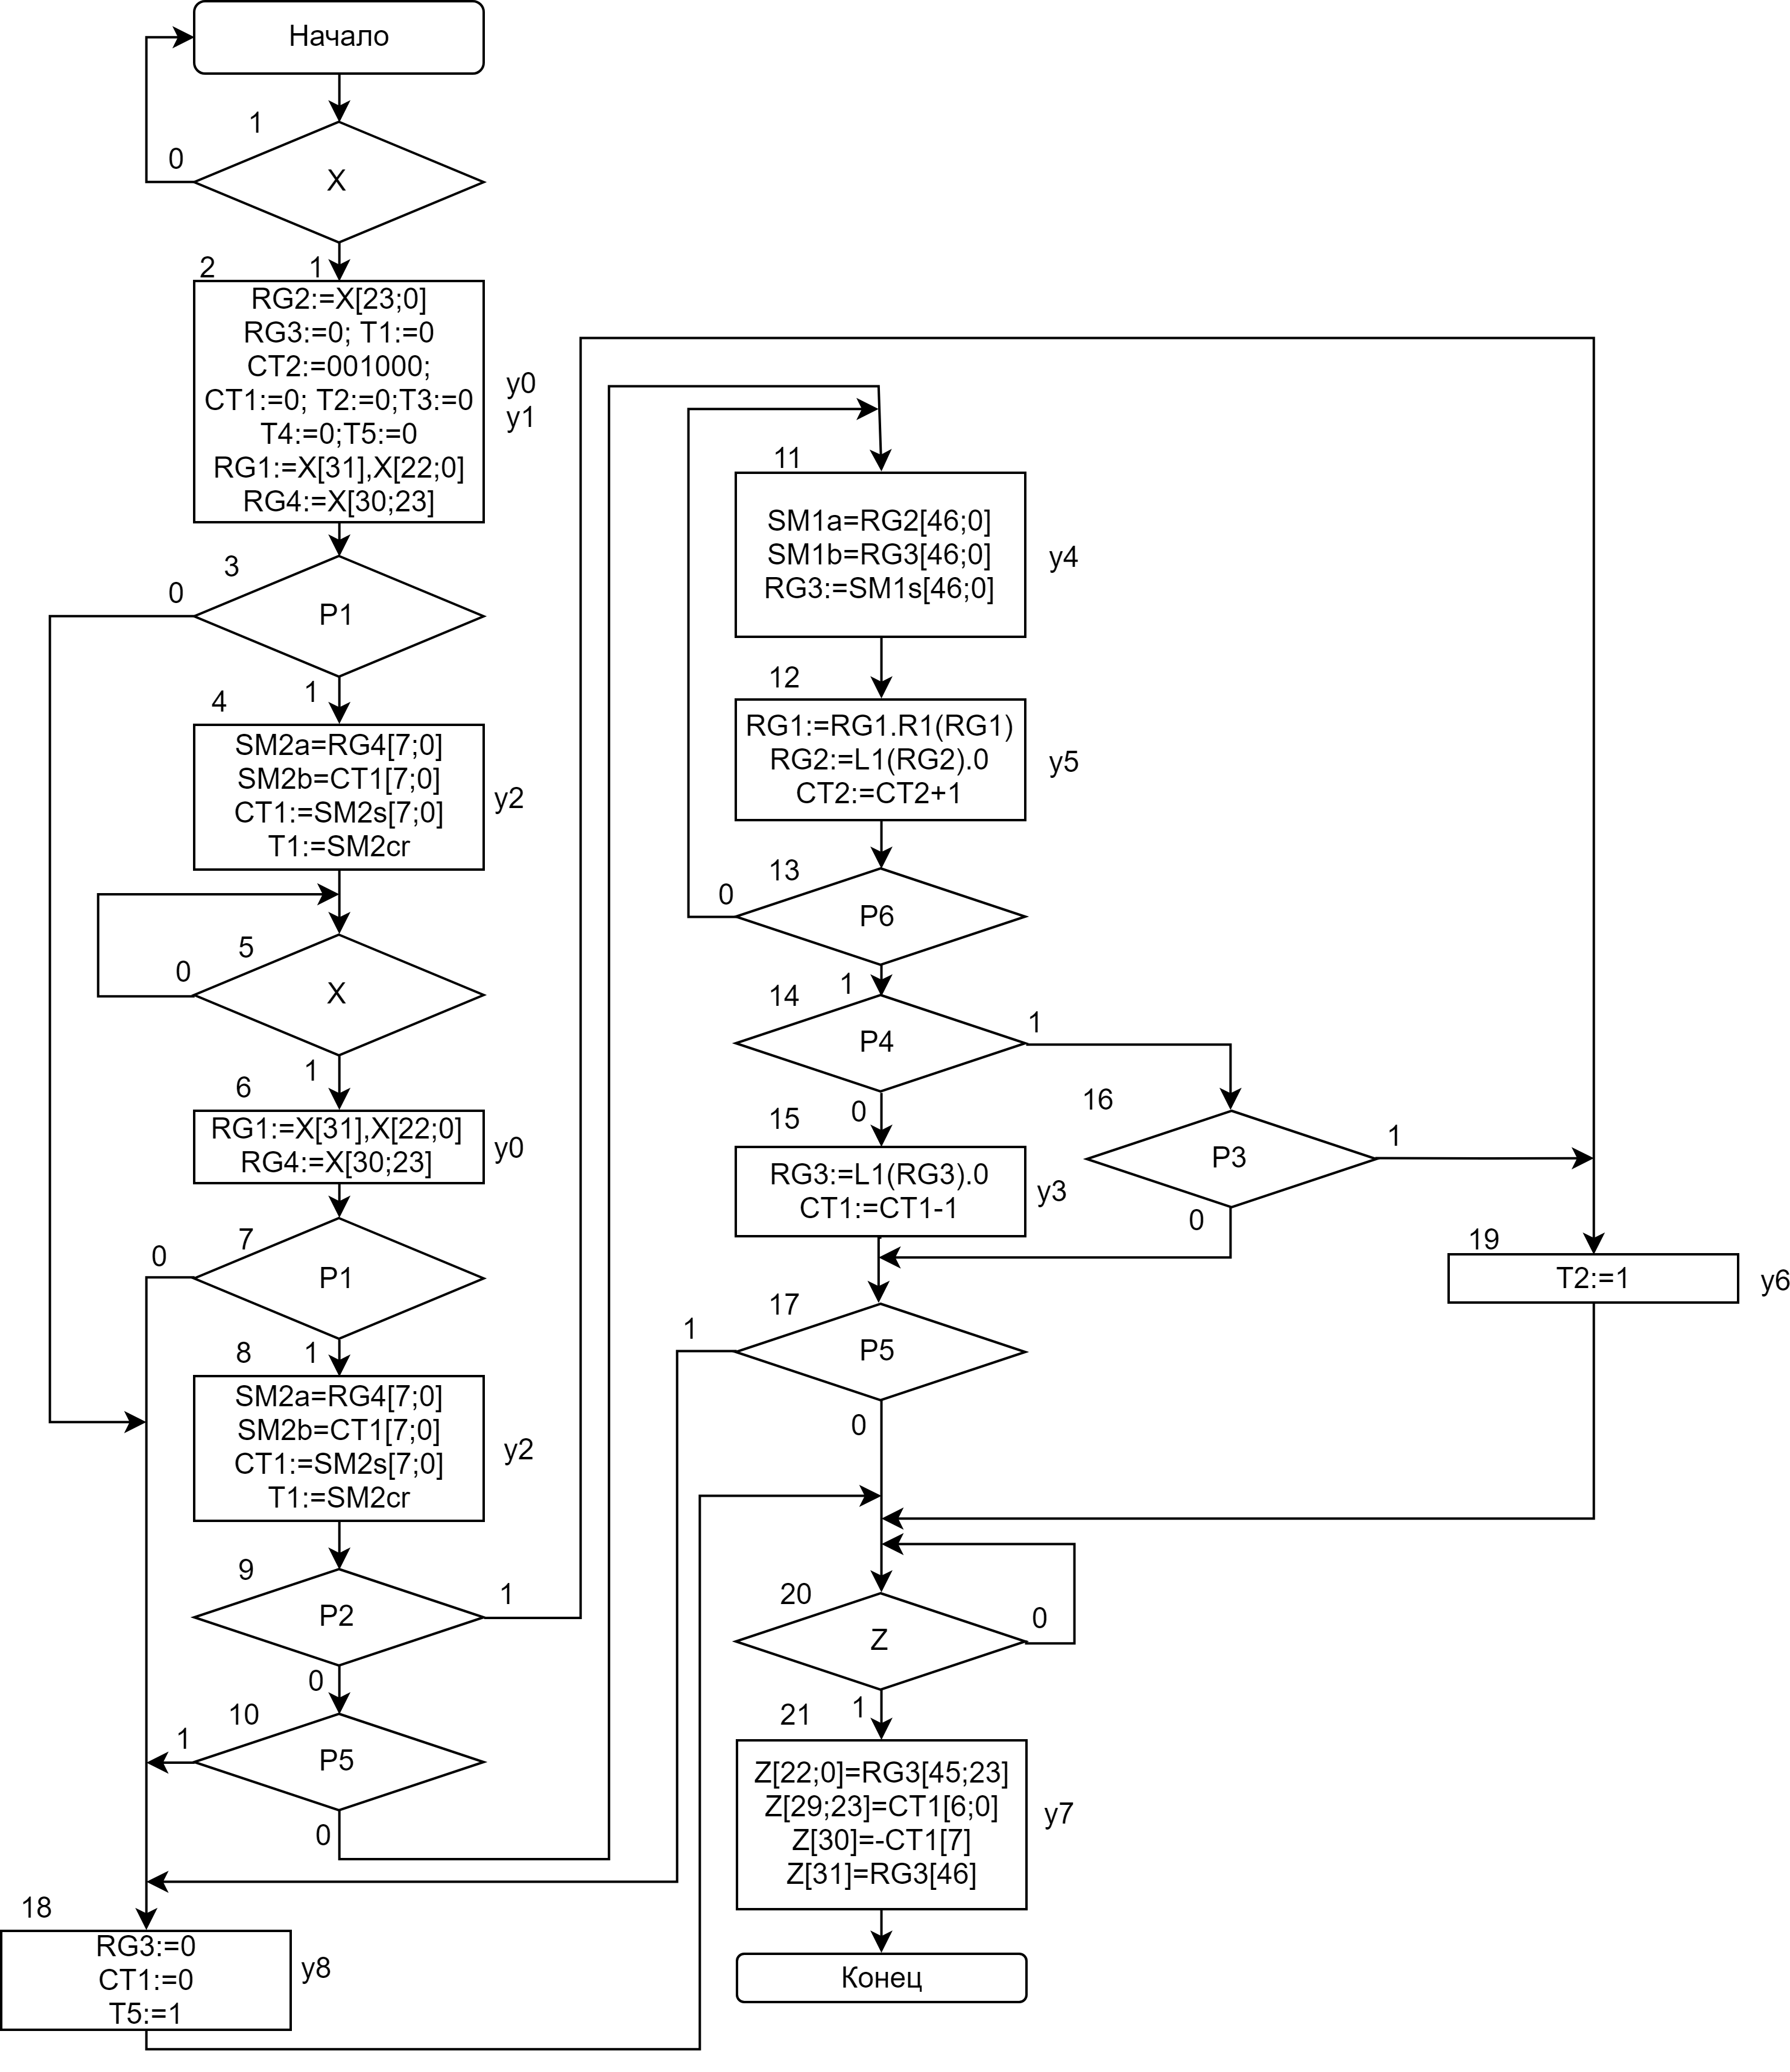 Начало
1
0
X
2
1
RG2:=X[23;0]
RG3:=0; T1:=0
CT2:=001000;
CT1:=0; T2:=0;T3:=0
T4:=0;T5:=0
RG1:=X[31],X[22;0]
RG4:=X[30;23]
y0
y1
3
0
P1
4
1
SM2a=RG4[7;0]
SM2b=CT1[7;0]
CT1:=SM2s[7;0]
T1:=SM2cr
y2
5
0
X
1
6
RG1:=X[31],X[22;0]
RG4:=X[30;23]
y0
7
0
P1
8
1
SM2a=RG4[7;0]
SM2b=CT1[7;0]
CT1:=SM2s[7;0]
T1:=SM2cr
y2
9
1
P2
0
10
1
P5
0
11
SM1a=RG2[46;0]
SM1b=RG3[46;0]
RG3:=SM1s[46;0]
y4
12
RG1:=RG1.R1(RG1)
RG2:=L1(RG2).0
CT2:=CT2+1
y5
13
0
P6
1
14
1
P4
0
15
RG3:=L1(RG3).0
CT1:=CT1-1
y3
16
1
P3
0
17
1
P5
0
18
RG3:=0
CT1:=0
T5:=1
y8
19
T2:=1
y6
20
0
Z
1
21
Z[22;0]=RG3[45;23]
Z[29;23]=CT1[6;0]
Z[30]=-CT1[7]
Z[31]=RG3[46]
y7
Конец